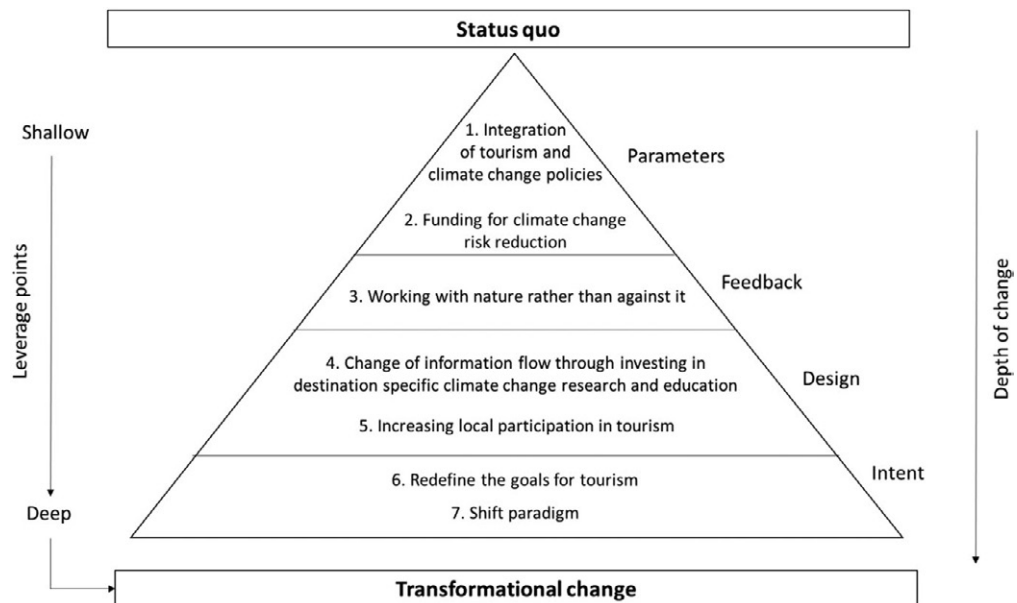 Status quo
Shallow
1. Integration
of tourism and
climate change policies
Parameters
2. Funding for climate change
risk reduction
Feedback
3. Working with nature rather than against it
Leverage points
4. Change of information flow through investing in
destination specific climate change research and education
Design
Depth of change
5. Increasing local participation in tourism
Intent
6. Redefine the goals for tourism
Deep
7. Shift paradigm
Transformational change